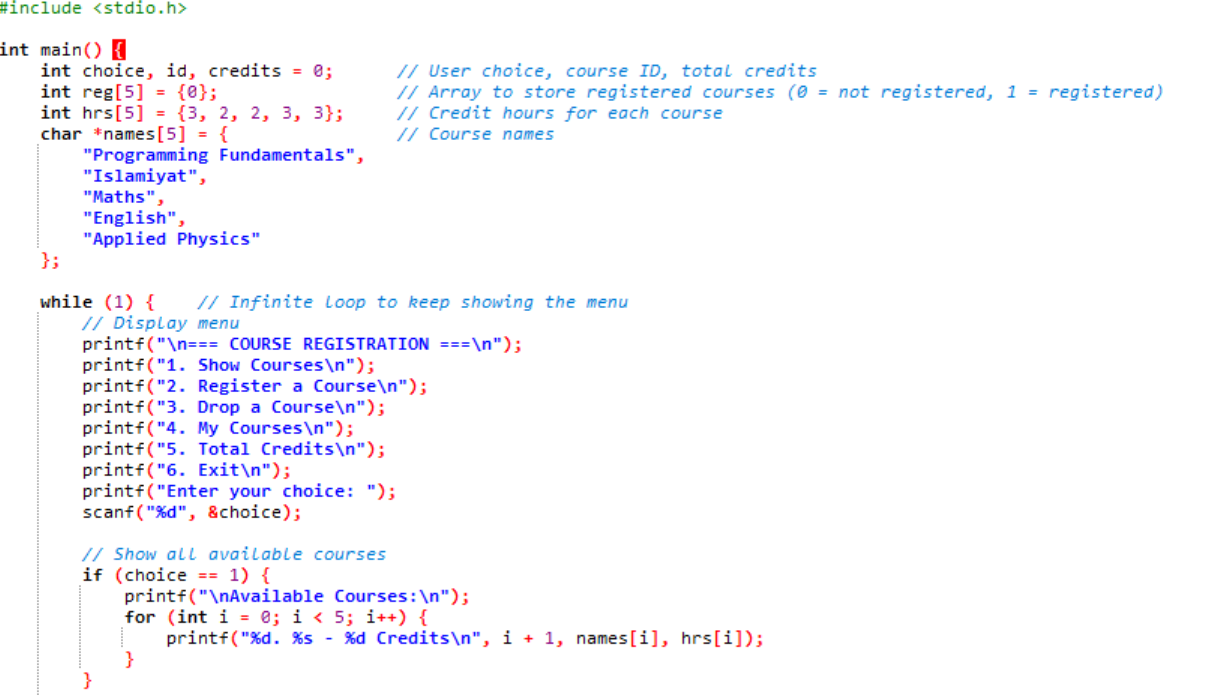 #include <stdio.h>

int main() {
    int choice, id, credits = 0;      // User choice, course ID, total credits
    int reg[5] = {0};                 // Array to store registered courses (0 = not registered, 1 = registered)
    int hrs[5] = {3, 2, 2, 3, 3};     // Credit hours for each course
    char *names[5] = {                // Course names
        "Programming Fundamentals",
        "Islamiyat",
        "Maths",
        "English",
        "Applied Physics"
    };

    while (1) {    // Infinite loop to keep showing the menu
        // Display menu
        printf("\n=== COURSE REGISTRATION ===\n");
        printf("1. Show Courses\n");
        printf("2. Register a Course\n");
        printf("3. Drop a Course\n");
        printf("4. My Courses\n");
        printf("5. Total Credits\n");
        printf("6. Exit\n");
        printf("Enter your choice: ");
        scanf("%d", &choice);

        // Show all available courses
        if (choice == 1) {
            printf("\nAvailable Courses:\n");
            for (int i = 0; i < 5; i++) {
                printf("%d. %s - %d Credits\n", i + 1, names[i], hrs[i]);
            }
        }